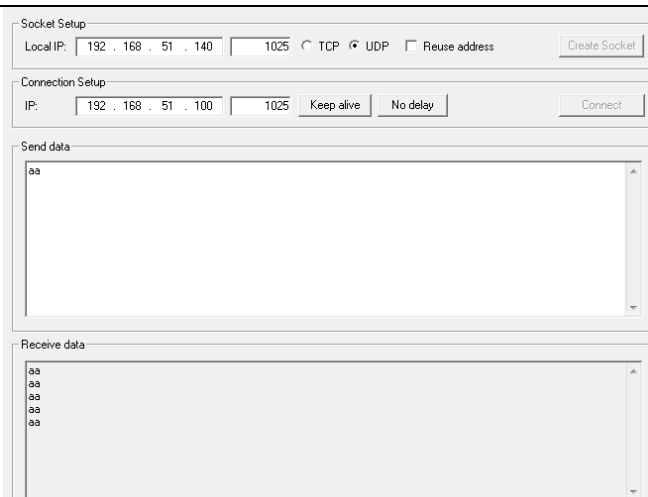 Socket Setup
Local IP: 192 . 168 . 51 . 140 1025 TCP UDP Reuse address Create Socket
Connection Setup
IP: 192 . 168 . 51 . 100 1025 Keep alive No delay Connect
Send data
aa
Receive data
aa
aa
aa
aa
aa